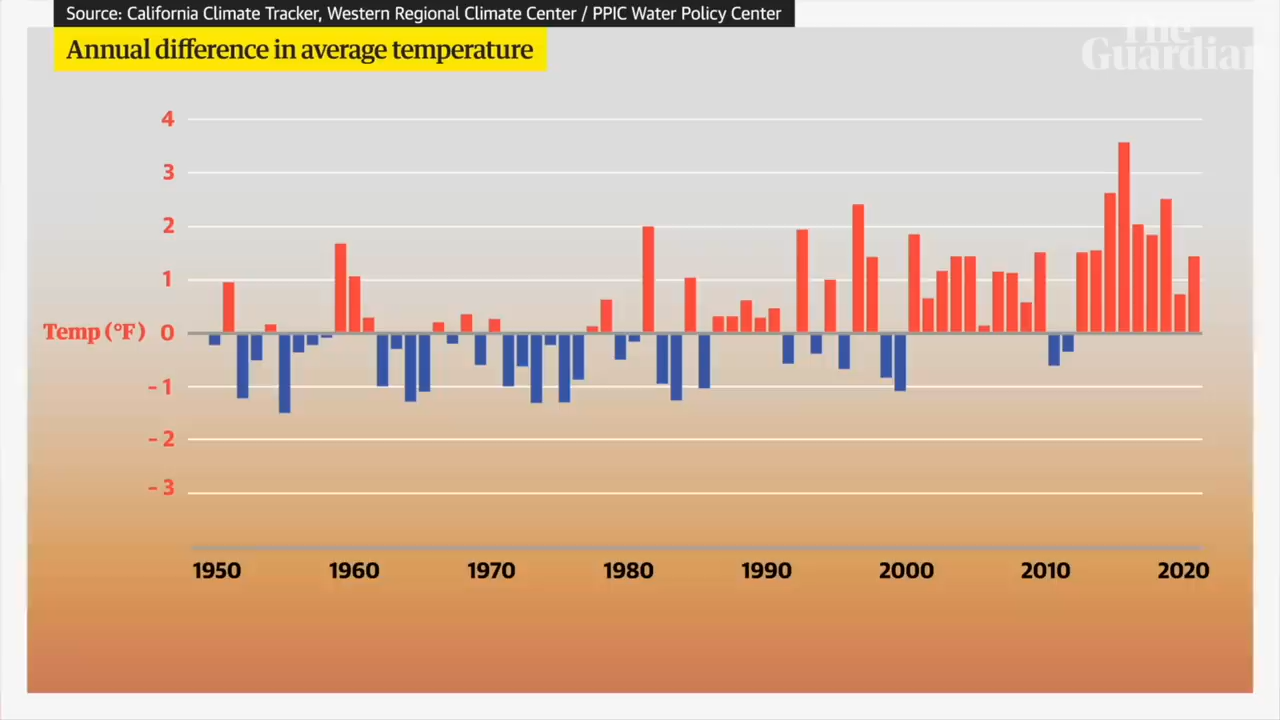 Source: California Climate Tracker, Western Regional Climate Center / PPIC Water Policy Center
Annual difference in average temperature
The
Guardian
4
3
2
1
Temp (°F) 0
- 1
- 2
- 3
1950 1960 1970 1980 1990 2000 2010 2020